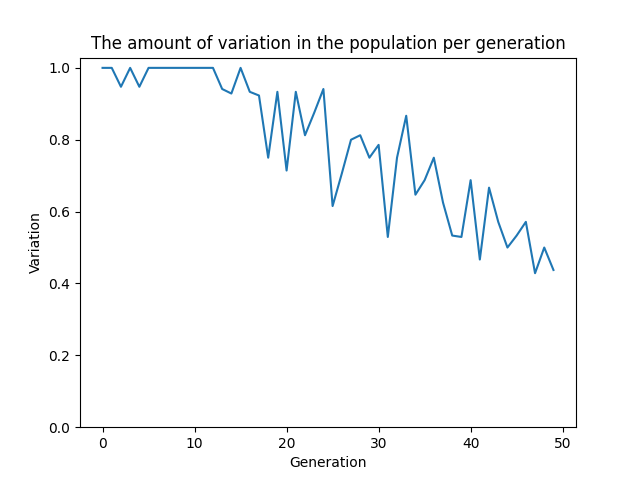 The amount of variation in the population per generation
1.0
0.8
0.6
0.4
0.2
0.0
Variation
0 10 20 30 40 50
Generation